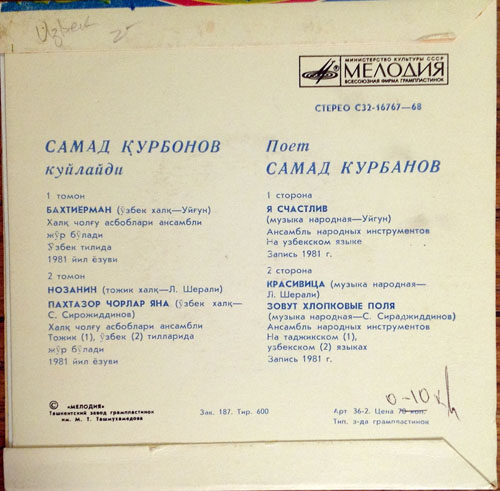 Узбек 25
МИНИСТЕРСТВО КУЛЬТУРЫ СССР
МЕЛОДИЯ
ВСЕСОЮЗНАЯ ФИРМА ГРАМПЛАСТИНОК
СТЕРЕО С32-16767—68
САМАД ҚУРБОНОВ
куйлайди
1 томон
БАХТИЁРМАН (ўзбек халқ—Уйғун)
Халқ чолғу асбоблари ансамбли
жўр бўлади
Ўзбек тилида
1981 йил ёзуви
2 томон
НОЗАНИН (тожик халқ—Л. Шерали)
ПАХТАЗОР ЧОРЛАР ЯНА (ўзбек халқ—
С. Сирожиддинов)
Халқ чолғу асбоблари ансамбли
Тожик (1), ўзбек (2) тилларида
жўр бўлади
1981 йил ёзуви
Поет
САМАД КУРБАНОВ
1 сторона
Я СЧАСТЛИВ
(музыка народная—Уйгун)
Ансамбль народных инструментов
На узбекском языке
Запись 1981 г.
2 сторона
КРАСИВИЦА (музыка народная—
Л. Шерали)
ЗОВУТ ХЛОПКОВЫЕ ПОЛЯ
(музыка народная—С. Сираджиддинов)
Ансамбль народных инструментов
На таджикском (1),
узбекском (2) языках
Запись 1981 г.
© «МЕЛОДИЯ»
Ташкентский завод грампластинок
им. М. Т. Ташмухамедова
Зак. 187. Тир. 600
0-10 к
Арт 36-2. Цена 70 коп.
Тип. з-да грампластинок